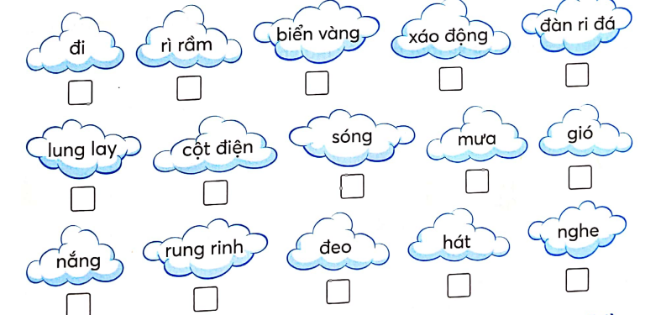 đi rì rầm biển vàng xáo động đàn ri đá
lung lay cột điện sóng mưa gió
nắng rung rinh đeo hát nghe